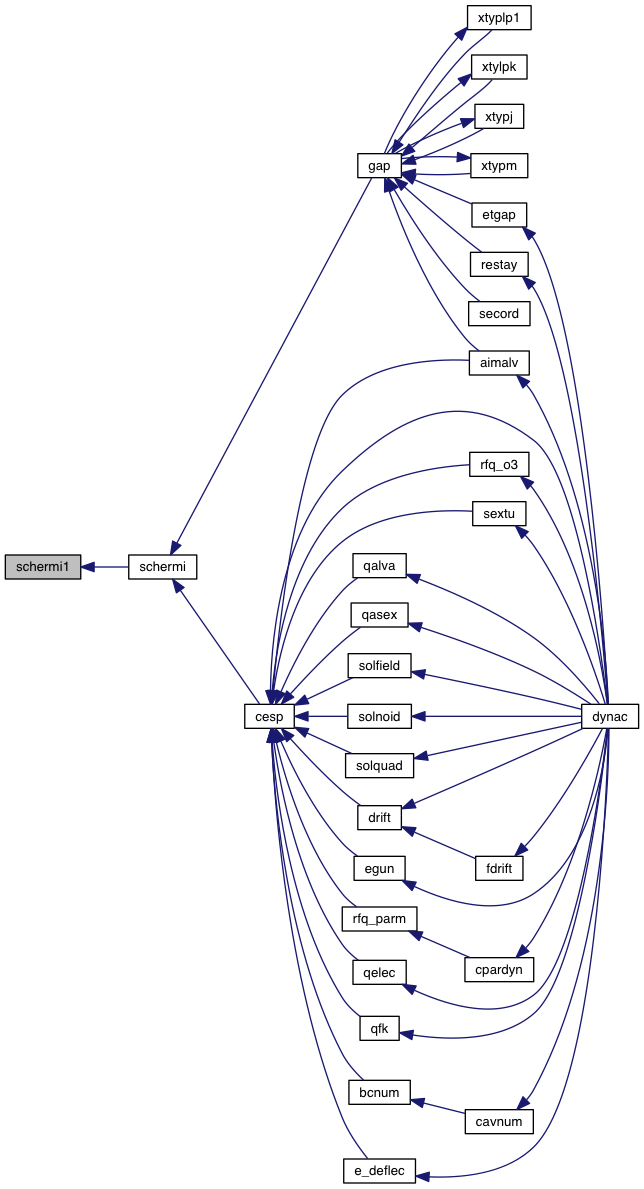 xtyplp1
xtylpk
xtypj
gap
xtypm
etgap
restay
secord
aimalv
rfq_o3
sextu
schermi1
schermi
qalva
qasex
solfield
cesp
solnoid
dynac
solquad
drift
egun
fdrift
rfq_parm
qelec
cpardyn
qfk
bcnum
cavnum
e_deflec